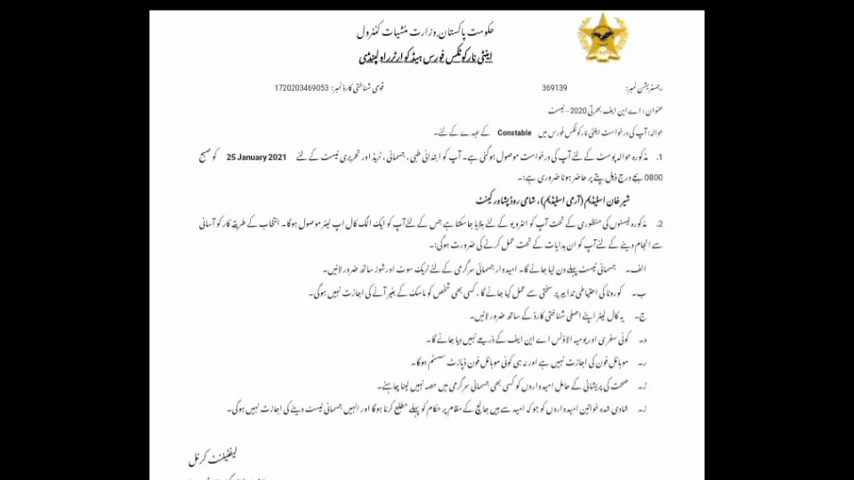 حکومت پاکستان,وزارت منشیات کنٹرول
اینٹی نارکوٹکس فورس ہیڈ کوارٹرز راولپنڈی
رجسٹریشن نمبر: 369139 قومی شناختی کارڈ نمبر: 1720203469053
عنوان: اے این ایف بھرتی 2020 – ٹیسٹ
حوالہ: آپ کی درخواست اینٹی نارکوٹکس فورس میں Constable کے عہدے کے لئے۔
1. مذکورہ حوالہ پوسٹ کے لئے آپ کی درخواست موصول ہوگئی ہے۔ آپ کو ابتدائی طبی، جسمانی، ٹریڈ اور تحریری ٹیسٹ کے لئے 25 January 2021 کو صبح
0800 بجے درج ذیل پتے پر حاضر ہونا ضروری ہے:۔
شیر خان اسٹیڈیم (آرمی اسٹیڈیم)، شامی روڈ پشاور کینٹ
2. مذکورہ ٹیسٹوں کی منظوری کے تحت آپ کو انٹرویو کے لئے بلایا جاسکتا ہے جس کے لئے آپ کو ایک الگ کال اپ لیٹر موصول ہوگا۔ انتخاب کے طریقہ کار کو آسانی
سے انجام دینے کے لئے آپ کو ان ہدایات کے تحت عمل کرنے کی ضرورت ہوگی:۔
الف۔ جسمانی ٹیسٹ پہلے دن لیا جائے گا۔ امیدوار جسمانی سرگرمی کے لئے ٹریک سوٹ اور شوز ساتھ ضرور لائیں۔
ب۔ کورونا کی احتیاطی تدابیر پر سختی سے عمل کیا جائے گا، کسی بھی شخص کو ماسک کے بغیر آنے کی اجازت نہیں ہوگی۔
ج۔ یہ کال لیٹر اپنے اصلی شناختی کارڈ کے ساتھ ضرور لائیں۔
د۔ کوئی سفری اور یومیہ الاؤنس اے این ایف کے ذریعے نہیں دیا جائے گا۔
ر۔ موبائل فون کی اجازت نہیں ہے اور نہ ہی کوئی موبائل فون ڈپازٹ سسٹم ہوگا۔
ڑ۔ صحت کی پریشانی کے حامل امیدواروں کو کسی بھی جسمانی سرگرمی میں حصہ نہیں لینا چاہئے۔
ز۔ شادی شدہ خواتین امیدواروں کو جو کہ امید سے ہیں جانچ کے مقام پر حکام کو پہلے مطلع کرنا ہوگا اور انہیں جسمانی ٹیسٹ دینے کی اجازت نہیں ہوگی۔
لیفٹیننٹ کرنل